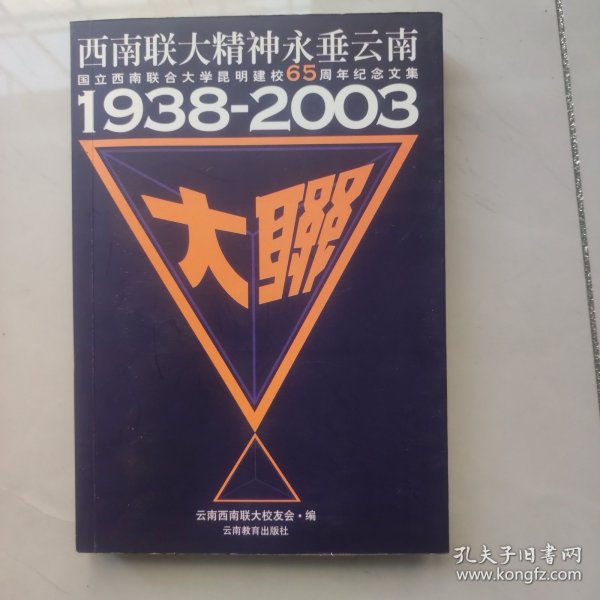 西南联大精神永垂云南
国立西南联合大学昆明建校65周年纪念文集
1938-2003
大聯
云南西南联大校友会·编
云南教育出版社
孔夫子旧书网
www.kongfz.com